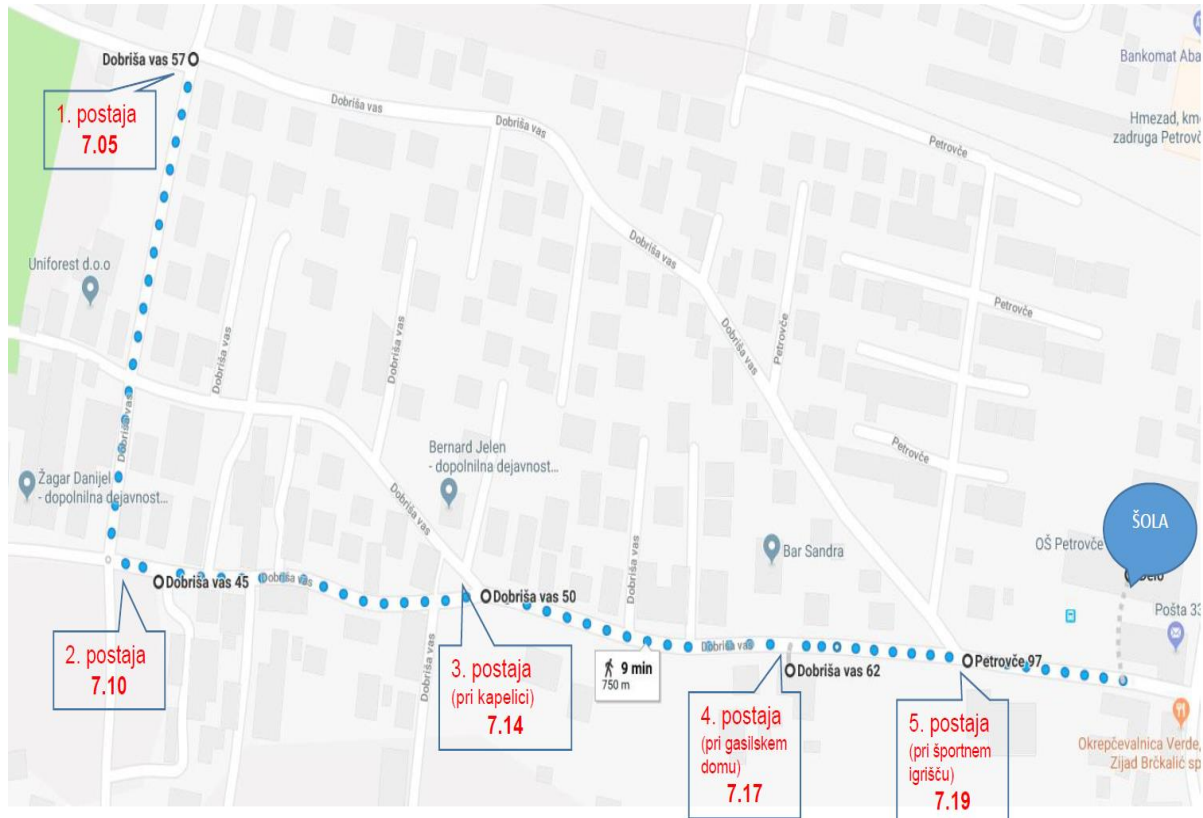 Dobriša vas 57
1. postaja
7.05
Dobriša vas
Dobriša vas
Bankomat Aba
Hmezad, kme
zadruga Petrovč
Petrovče
Uniforest d.o.o
Dobriša vas
Petrovče
Dobriša vas
Dobriša vas
Petrovče
Dobriša vas
Dobriša vas
Bernard Jelen
- dopolnilna dejavnost...
Petrovče
Žagar Danijel
- dopolnilna dejavnost...
Dobriša vas
Dobriša vas
ŠOLA
OŠ Petrovče
Bar Sandra
Dobriša vas 45
Dobriša vas
Dobriša vas 50
Pošta 33
2. postaja
7.10
Dobriša vas
3. postaja
(pri kapelici)
7.14
9 min
750 m
Dobriša vas
Dobriša vas 62
Petrovče 97
4. postaja
(pri gasilskem
domu)
7.17
5. postaja
(pri športnem
igrišču)
7.19
Okrepčevalnica Verde,
Zijad Brčkalić sp